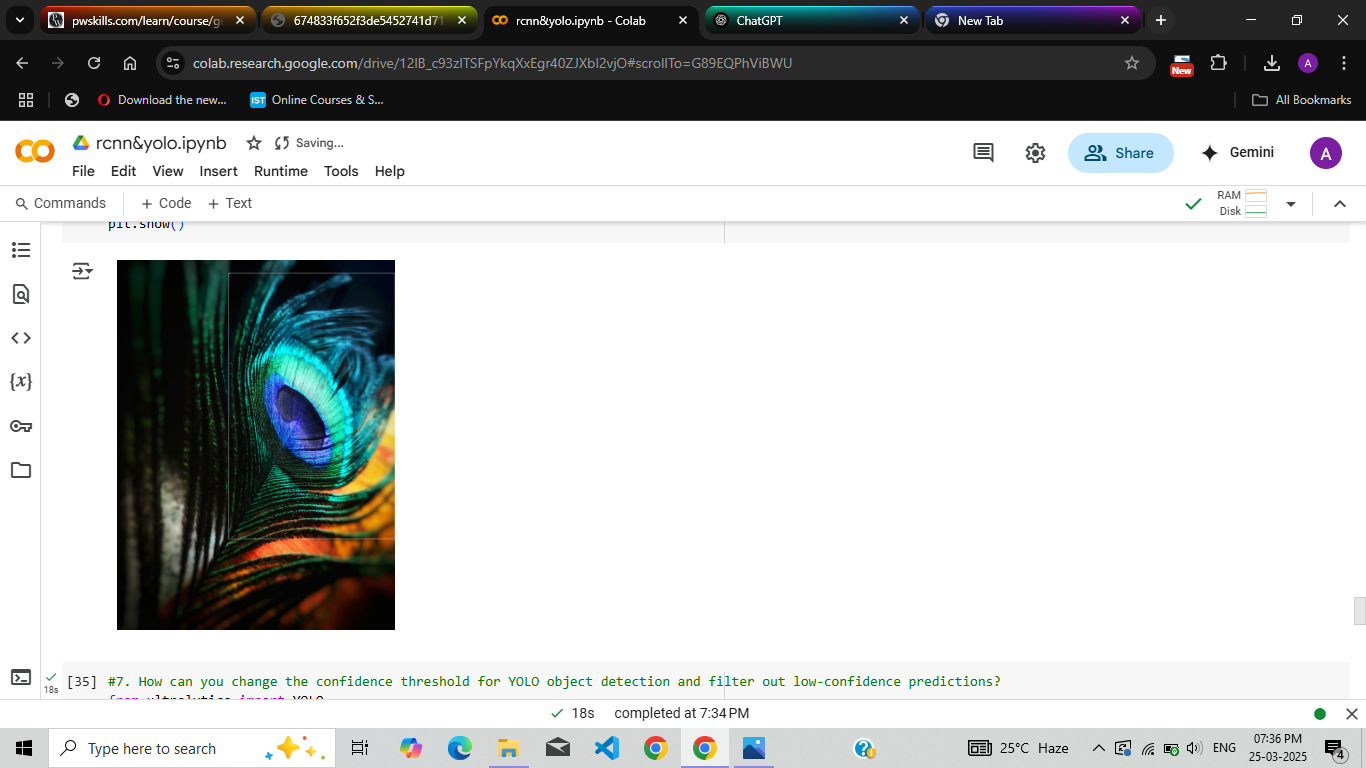 pwskills.com/learn/course/g
674833f652f3de5452741d71
rcnn&yolo.ipynb - Colab
ChatGPT
New Tab
colab.research.google.com/drive/12IB_c93zITSFpYkqXxEgr40ZJXbI2vjO#scrollTo=G89EQPhViBWU
New
A
Download the new...
IST
Online Courses & S...
All Bookmarks
rcnn&yolo.ipynb
Saving...
Share
Gemini
A
File Edit View Insert Runtime Tools Help
Commands + Code + Text
RAM
Disk
plt.show()
{x}
[35] #7. How can you change the confidence threshold for YOLO object detection and filter out low-confidence predictions?
18s
from ultralytics import YOLO
18s completed at 7:34 PM
Type here to search
25°C Haze
ENG
07:36 PM
25-03-2025
4